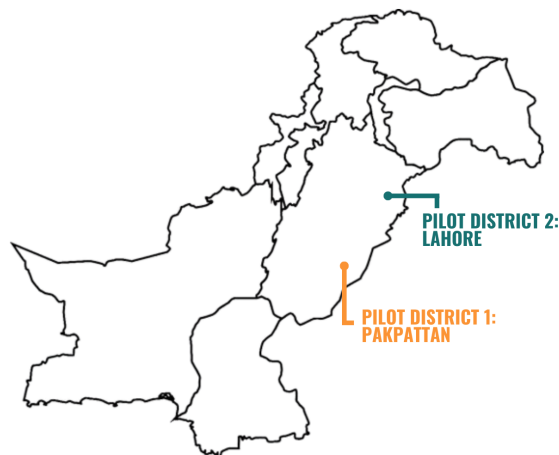 PILOT DISTRICT 2:
LAHORE
PILOT DISTRICT 1:
PAKPATTAN